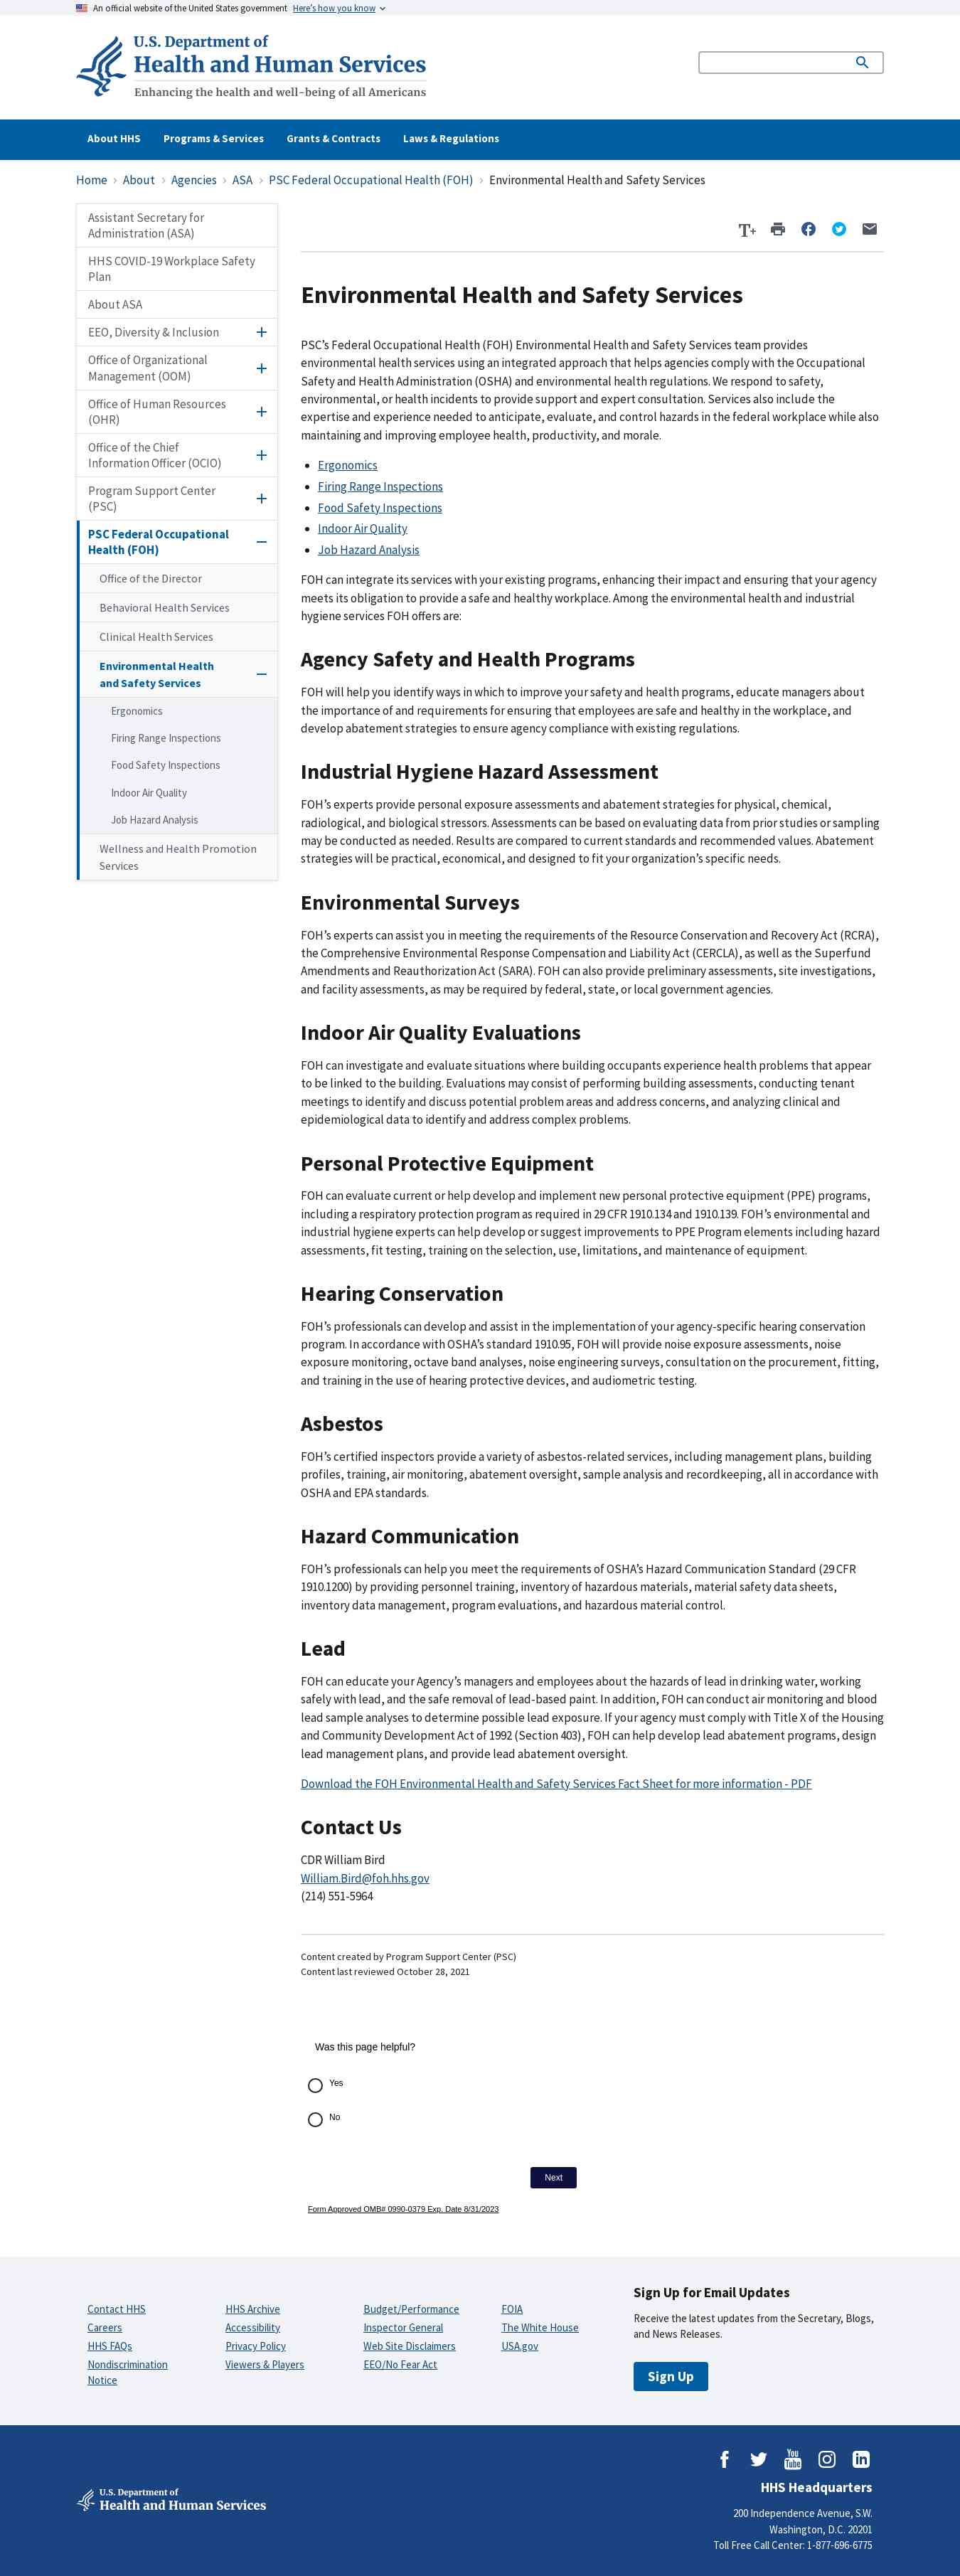 An official website of the United States government Here's how you know
U.S. Department of
Health and Human Services
Enhancing the health and well-being of all Americans
About HHS Programs & Services Grants & Contracts Laws & Regulations
Home › About › Agencies › ASA › PSC Federal Occupational Health (FOH) › Environmental Health and Safety Services
Assistant Secretary for
Administration (ASA)
HHS COVID-19 Workplace Safety
Plan
About ASA
EEO, Diversity & Inclusion
Office of Organizational
Management (OOM)
Office of Human Resources
(OHR)
Office of the Chief
Information Officer (OCIO)
Program Support Center
(PSC)
PSC Federal Occupational
Health (FOH)
Office of the Director
Behavioral Health Services
Clinical Health Services
Environmental Health
and Safety Services
Ergonomics
Firing Range Inspections
Food Safety Inspections
Indoor Air Quality
Job Hazard Analysis
Wellness and Health Promotion
Services
T+
Environmental Health and Safety Services
PSC’s Federal Occupational Health (FOH) Environmental Health and Safety Services team provides
environmental health services using an integrated approach that helps agencies comply with the Occupational
Safety and Health Administration (OSHA) and environmental health regulations. We respond to safety,
environmental, or health incidents to provide support and expert consultation. Services also include the
expertise and experience needed to anticipate, evaluate, and control hazards in the federal workplace while also
maintaining and improving employee health, productivity, and morale.
• Ergonomics
• Firing Range Inspections
• Food Safety Inspections
• Indoor Air Quality
• Job Hazard Analysis
FOH can integrate its services with your existing programs, enhancing their impact and ensuring that your agency
meets its obligation to provide a safe and healthy workplace. Among the environmental health and industrial
hygiene services FOH offers are:
Agency Safety and Health Programs
FOH will help you identify ways in which to improve your safety and health programs, educate managers about
the importance of and requirements for ensuring that employees are safe and healthy in the workplace, and
develop abatement strategies to ensure agency compliance with existing regulations.
Industrial Hygiene Hazard Assessment
FOH’s experts provide personal exposure assessments and abatement strategies for physical, chemical,
radiological, and biological stressors. Assessments can be based on evaluating data from prior studies or sampling
may be conducted as needed. Results are compared to current standards and recommended values. Abatement
strategies will be practical, economical, and designed to fit your organization’s specific needs.
Environmental Surveys
FOH’s experts can assist you in meeting the requirements of the Resource Conservation and Recovery Act (RCRA),
the Comprehensive Environmental Response Compensation and Liability Act (CERCLA), as well as the Superfund
Amendments and Reauthorization Act (SARA). FOH can also provide preliminary assessments, site investigations,
and facility assessments, as may be required by federal, state, or local government agencies.
Indoor Air Quality Evaluations
FOH can investigate and evaluate situations where building occupants experience health problems that appear
to be linked to the building. Evaluations may consist of performing building assessments, conducting tenant
meetings to identify and discuss potential problem areas and address concerns, and analyzing clinical and
epidemiological data to identify and address complex problems.
Personal Protective Equipment
FOH can evaluate current or help develop and implement new personal protective equipment (PPE) programs,
including a respiratory protection program as required in 29 CFR 1910.134 and 1910.139. FOH’s environmental and
industrial hygiene experts can help develop or suggest improvements to PPE Program elements including hazard
assessments, fit testing, training on the selection, use, limitations, and maintenance of equipment.
Hearing Conservation
FOH’s professionals can develop and assist in the implementation of your agency-specific hearing conservation
program. In accordance with OSHA’s standard 1910.95, FOH will provide noise exposure assessments, noise
exposure monitoring, octave band analyses, noise engineering surveys, consultation on the procurement, fitting,
and training in the use of hearing protective devices, and audiometric testing.
Asbestos
FOH’s certified inspectors provide a variety of asbestos-related services, including management plans, building
profiles, training, air monitoring, abatement oversight, sample analysis and recordkeeping, all in accordance with
OSHA and EPA standards.
Hazard Communication
FOH’s professionals can help you meet the requirements of OSHA’s Hazard Communication Standard (29 CFR
1910.1200) by providing personnel training, inventory of hazardous materials, material safety data sheets,
inventory data management, program evaluations, and hazardous material control.
Lead
FOH can educate your Agency’s managers and employees about the hazards of lead in drinking water, working
safely with lead, and the safe removal of lead-based paint. In addition, FOH can conduct air monitoring and blood
lead sample analyses to determine possible lead exposure. If your agency must comply with Title X of the Housing
and Community Development Act of 1992 (Section 403), FOH can help develop lead abatement programs, design
lead management plans, and provide lead abatement oversight.
Download the FOH Environmental Health and Safety Services Fact Sheet for more information - PDF
Contact Us
CDR William Bird
William.Bird@foh.hhs.gov
(214) 551-5964
Content created by Program Support Center (PSC)
Content last reviewed October 28, 2021
Was this page helpful?
Yes
No
Next
Form Approved OMB# 0990-0379 Exp. Date 8/31/2023
Contact HHS
Careers
HHS FAQs
Nondiscrimination
Notice
HHS Archive
Accessibility
Privacy Policy
Viewers & Players
Budget/Performance
Inspector General
Web Site Disclaimers
EEO/No Fear Act
FOIA
The White House
USA.gov
Sign Up for Email Updates
Receive the latest updates from the Secretary, Blogs,
and News Releases.
Sign Up
You
Tube
U.S. Department of
Health and Human Services
HHS Headquarters
200 Independence Avenue, S.W.
Washington, D.C. 20201
Toll Free Call Center: 1-877-696-6775